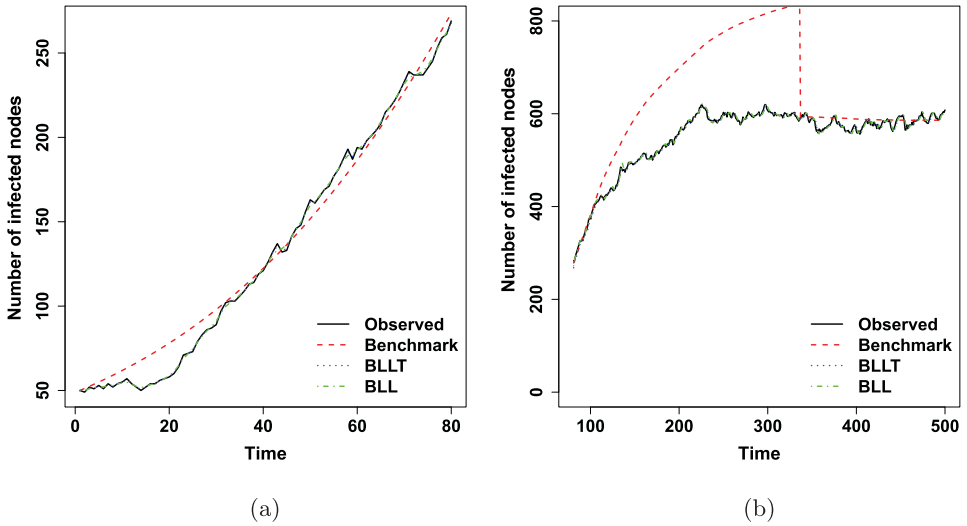 Number of infected nodes
50
100
150
200
250
0
20
40
60
80
Time
Observed
Benchmark
BLLT
BLL
(a)
Number of infected nodes
0
200
400
600
800
100
200
300
400
500
Time
Observed
Benchmark
BLLT
BLL
(b)